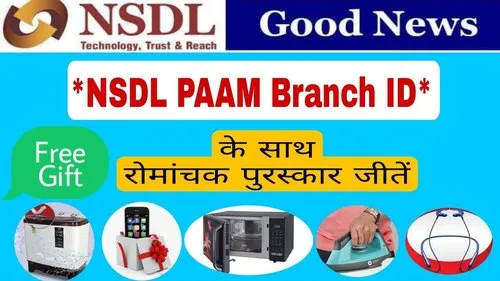 NSDL
Technology, Trust & Reach
Good News
*NSDL PAAM Branch ID*
Free
Gift
के साथ
रोमांचक पुरस्कार जीतें